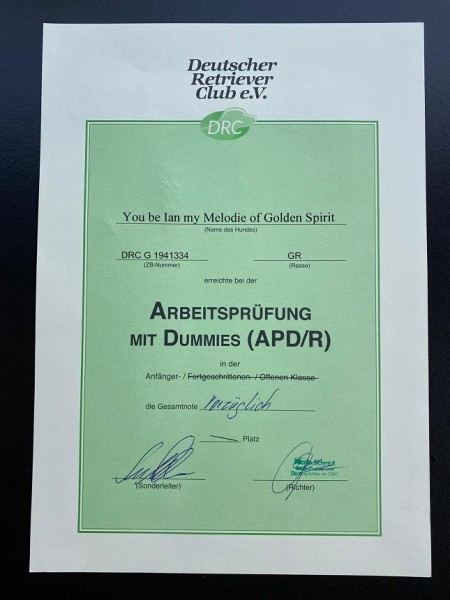 Deutscher
Retriever
Club e.V.
DRC
You be Ian my Melodie of Golden Spirit
(Name des Hundes)
DRC G 1941334 GR
(ZB-Nummer) (Rasse)
erreichte bei der
ARBEITSPRÜFUNG
MIT DUMMIES (APD/R)
in der
Anfänger- / Fortgeschrittenen- / Offenen Klasse
die Gesamtnote vorzüglich
Platz
(Sonderleiter) (Richter)